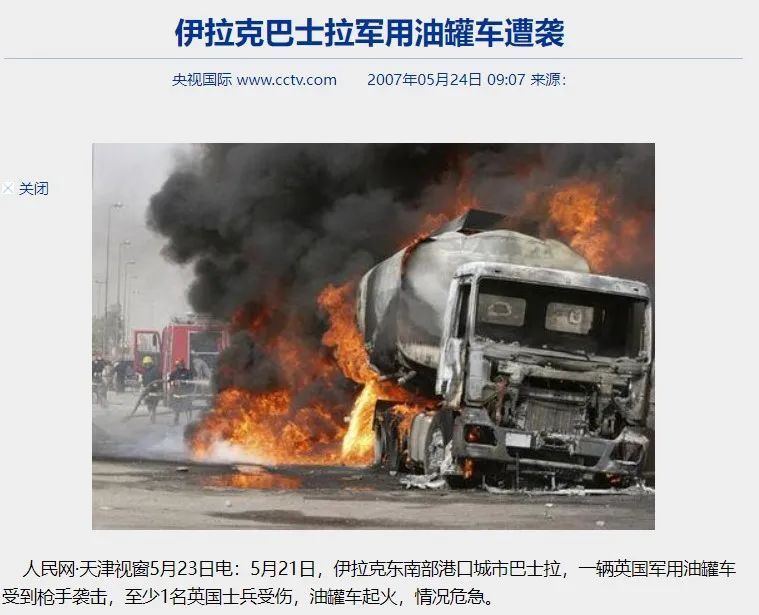 伊拉克巴士拉军用油罐车遭袭
央视国际 www.cctv.com 2007年05月24日 09:07 来源：
关闭
人民网·天津视窗5月23日电：5月21日，伊拉克东南部港口城市巴士拉，一辆英国军用油罐车
受到枪手袭击，至少1名英国士兵受伤，油罐车起火，情况危急。